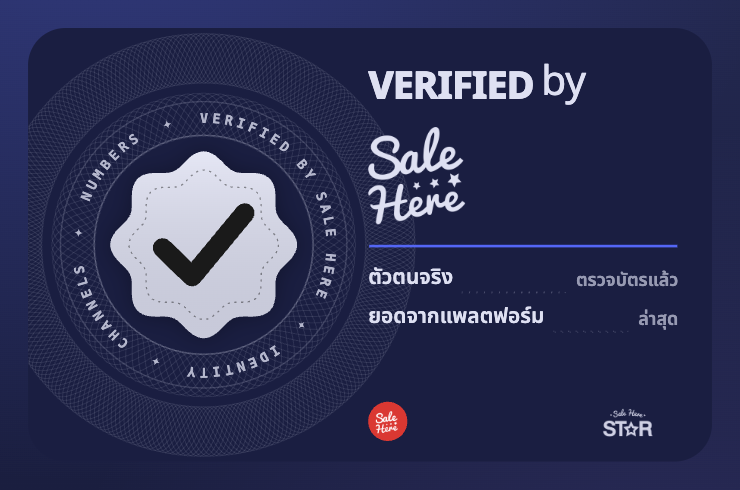 VERIFIED by
Sale
Here
VERIFIED BY SALE HERE ✦ IDENTITY ✦ CHANNELS ✦ NUMBERS ✦
ตัวตนจริง ตรวจบัตรแล้ว
ยอดจากแพลตฟอร์ม ล่าสุด
Sale
Here
Sale Here
STAR